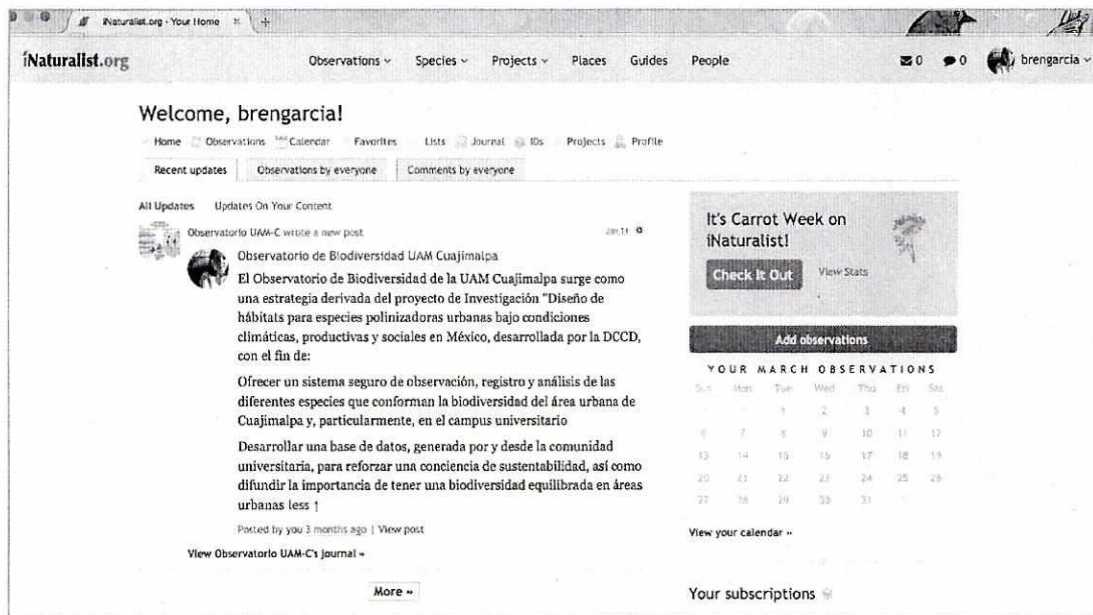 iNaturalist.org - Your Home
iNaturalist.org Observations Species Projects Places Guides People 0 0 brengarcia
Welcome, brengarcia!
Home Observations Calendar Favorites Lists Journal IDs Projects Profile
Recent updates Observations by everyone Comments by everyone
All Updates Updates On Your Content
Observatorio UAM-C wrote a new post
Observatorio de Biodiversidad UAM Cuajimalpa
El Observatorio de Biodiversidad de la UAM Cuajimalpa surge como
una estrategia derivada del proyecto de Investigación "Diseño de
hábitats para especies polinizadoras urbanas bajo condiciones
climáticas, productivas y sociales en México, desarrollada por la DCCD,
con el fin de:
Ofrecer un sistema seguro de observación, registro y análisis de las
diferentes especies que conforman la biodiversidad del área urbana de
Cuajimalpa y, particularmente, en el campus universitario
Desarrollar una base de datos, generada por y desde la comunidad
universitaria, para reforzar una conciencia de sustentabilidad, así como
difundir la importancia de tener una biodiversidad equilibrada en áreas
urbanas less ↑
Posted by you 3 months ago | View post
View Observatorio UAM-C's journal »
More »
It's Carrot Week on
iNaturalist!
Check It Out View Stats
Add observations
YOUR MARCH OBSERVATIONS
Sun Mon Tue Wed Thu Fri Sat
1 2 3 4 5
6 7 8 9 10 11 12
13 14 15 16 17 18 19
20 21 22 23 24 25 26
27 28 29 30 31
View your calendar »
Your subscriptions